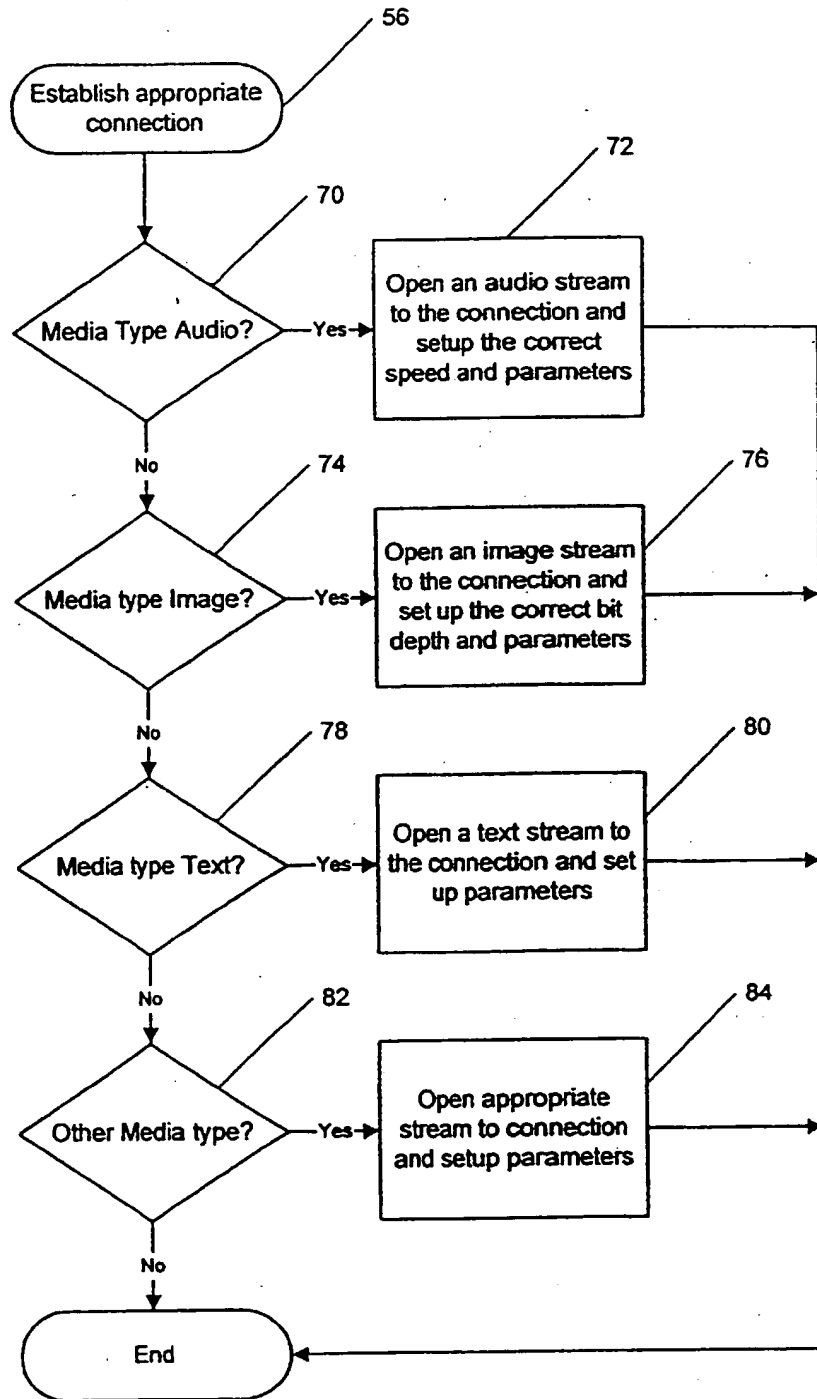 56
Establish appropriate
connection
70
Media Type Audio?
Yes
72
Open an audio stream
to the connection and
setup the correct
speed and parameters
No
74
Media type Image?
Yes
76
Open an image stream
to the connection and
set up the correct bit
depth and parameters
No
78
Media type Text?
Yes
80
Open a text stream to
the connection and set
up parameters
No
82
Other Media type?
Yes
84
Open appropriate
stream to connection
and setup parameters
No
End